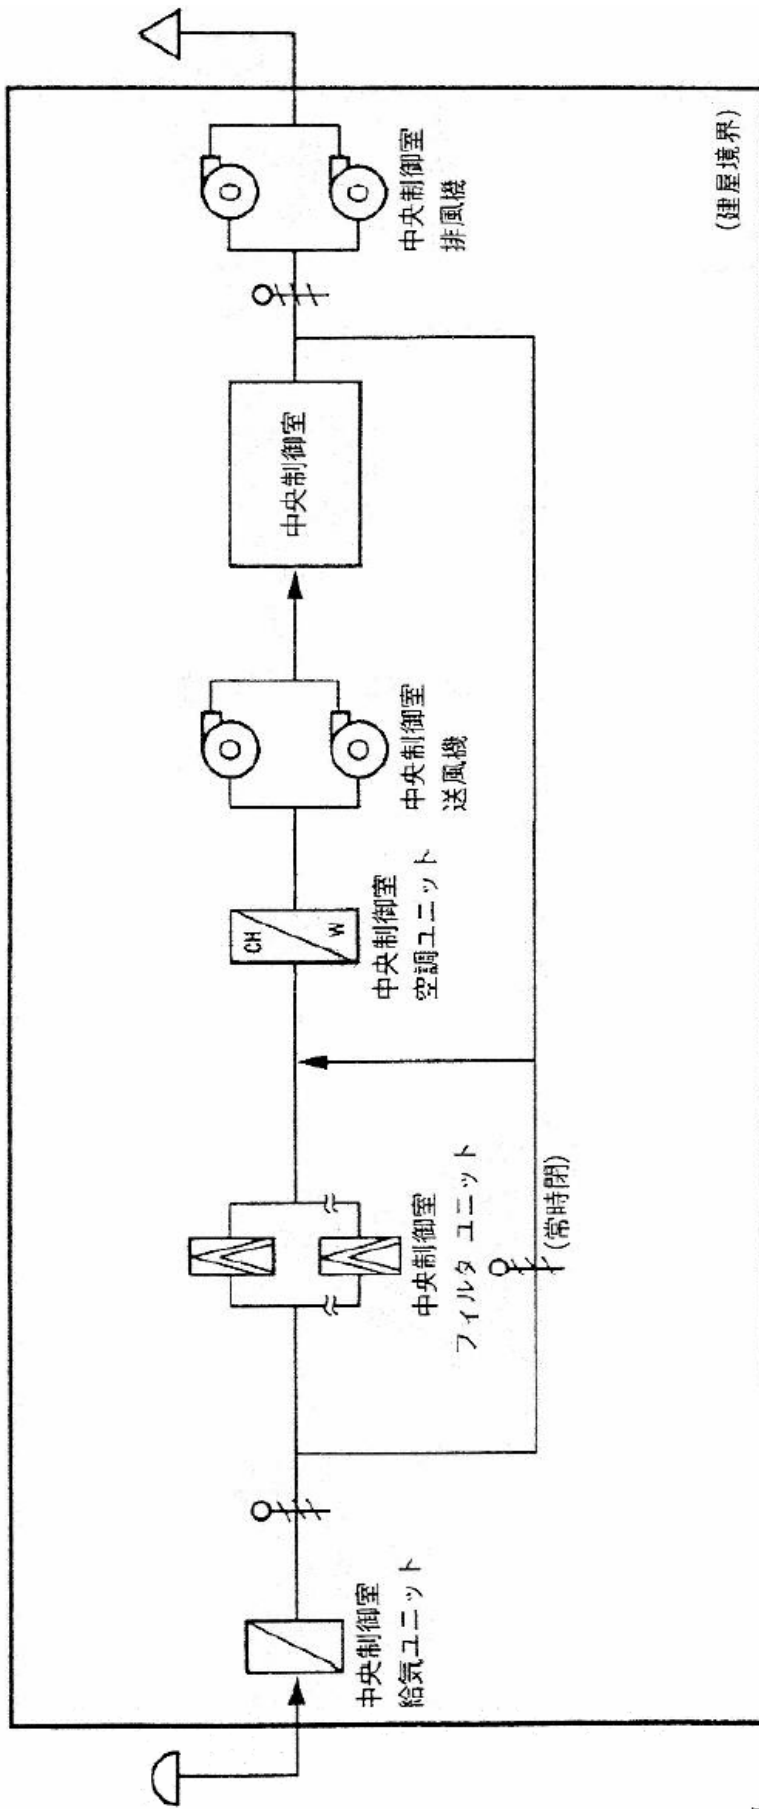 中央制御室
給気ユニット
中央制御室
フィルタ ユニット
(常時閉)
中央制御室
空調ユニット
CH
W
中央制御室
送風機
中央制御室
中央制御室
排風機
(建屋境界)